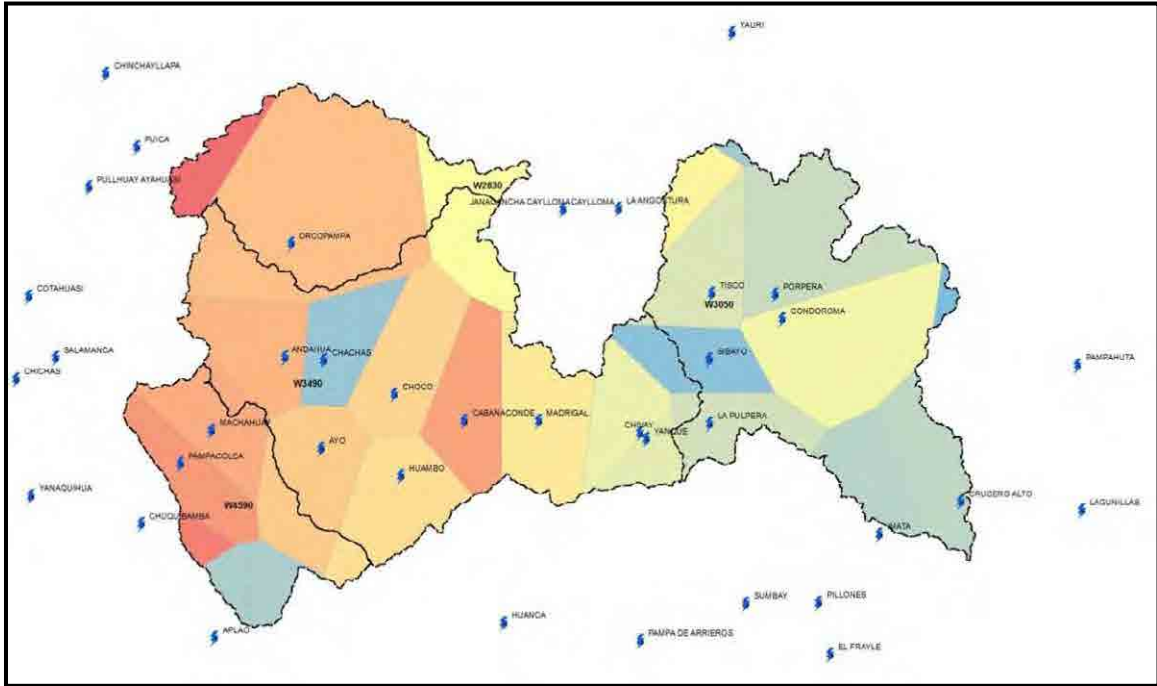 YAURI
CHINCHAYLLAPA
PUICA
PULLHUAY AYAHUASI
W2830
JANACANCHA CAYLLOMA CAYLLOMA
LA ANGOSTURA
ORCOPAMPA
COTAHUASI
TISCO
PORPERA
W3050
CONDOROMA
SALAMANCA
ANDAHUA
CHACHAS
SIBAYO
PAMPAHUTA
CHICHAS
W3490
CHOCO
MACHAHUAY
CABANACONDE
MADRIGAL
LA PULPERA
CHIVAY
YANQUE
AYO
PAMPACOLCA
HUAMBO
YANAQUIHUA
W4590
CRUCERO ALTO
LAGUNILLAS
CHUQUIBAMBA
IMATA
SUMBAY
PILLONES
HUANCA
APLAO
PAMPA DE ARRIEROS
EL FRAYLE